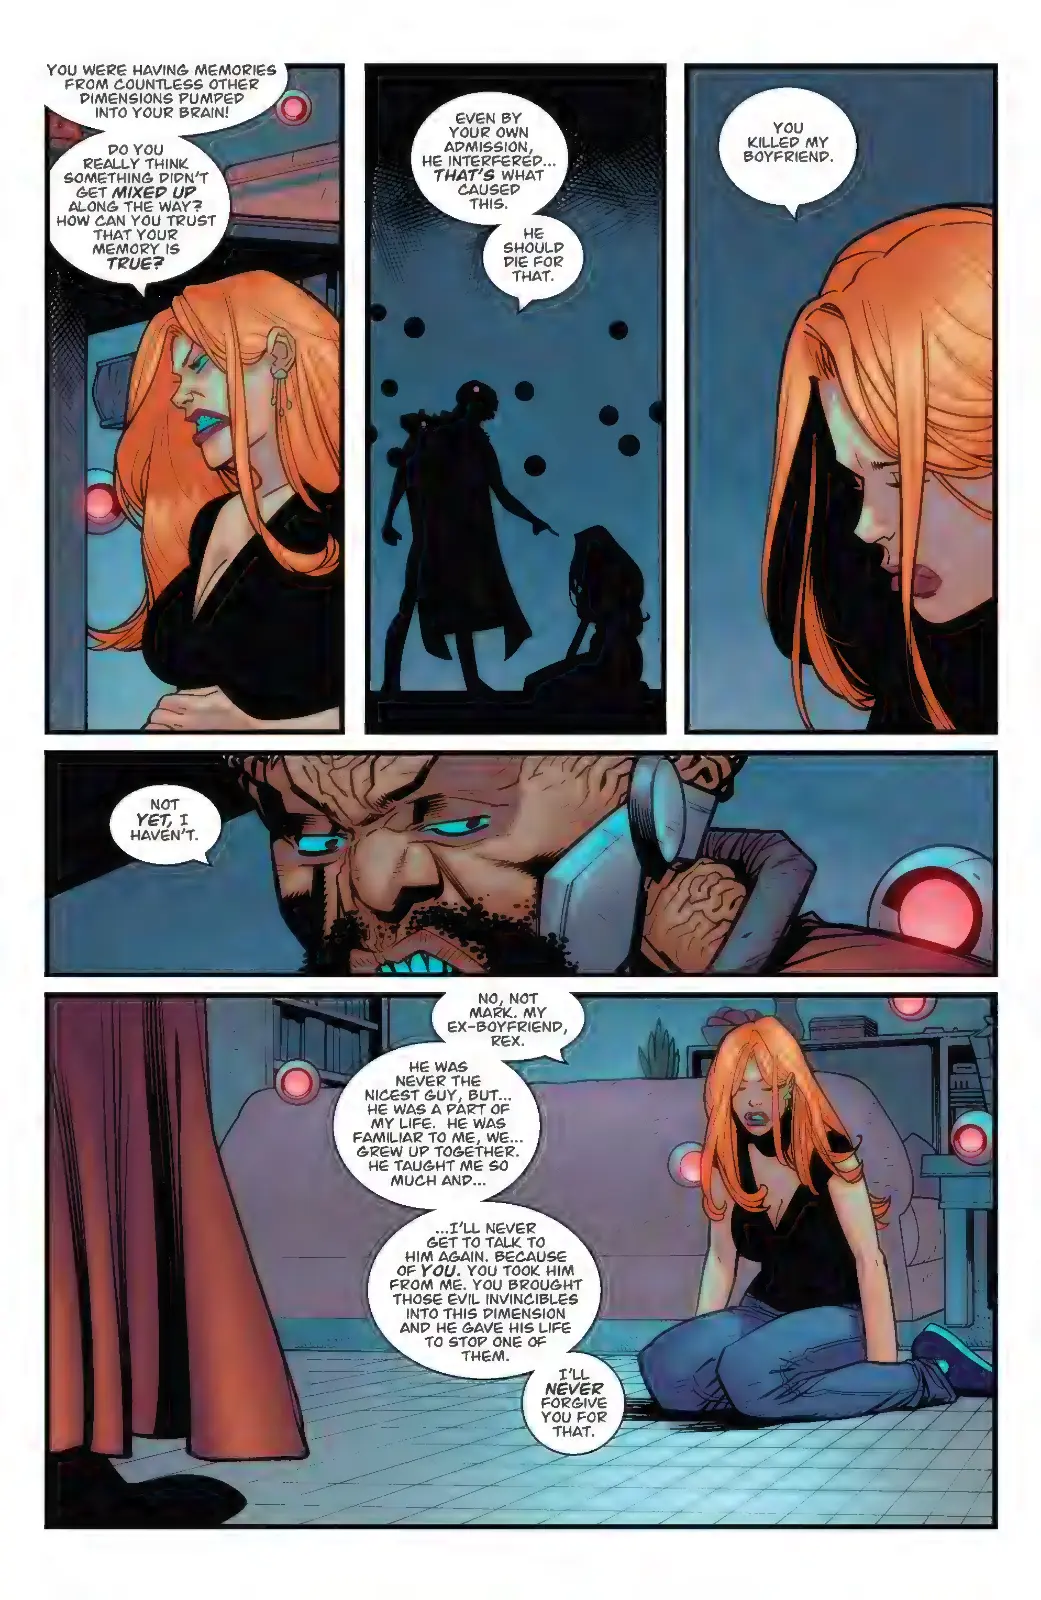 YOU WERE HAVING MEMORIES
FROM COUNTLESS OTHER
DIMENSIONS PUMPED
INTO YOUR BRAIN!
DO YOU
REALLY THINK
SOMETHING DIDN'T
GET MIXED UP
ALONG THE WAY?
HOW CAN YOU TRUST
THAT YOUR
MEMORY IS
TRUE?
EVEN BY
YOUR OWN
ADMISSION,
HE INTERFERED...
THAT'S WHAT
CAUSED
THIS.
HE
SHOULD
DIE FOR
THAT.
YOU
KILLED MY
BOYFRIEND.
NOT
YET, I
HAVEN'T.
NO, NOT
MARK. MY
EX-BOYFRIEND,
REX.
HE WAS
NEVER THE
NICEST GUY, BUT...
HE WAS A PART OF
MY LIFE. HE WAS
FAMILIAR TO ME, WE...
GREW UP TOGETHER.
HE TAUGHT ME SO
MUCH AND...
...I'LL NEVER
GET TO TALK TO
HIM AGAIN. BECAUSE
OF YOU. YOU TOOK HIM
FROM ME. YOU BROUGHT
THOSE EVIL INVINCIBLES
INTO THIS DIMENSION
AND HE GAVE HIS LIFE
TO STOP ONE OF
THEM.
I'LL
NEVER
FORGIVE
YOU FOR
THAT.